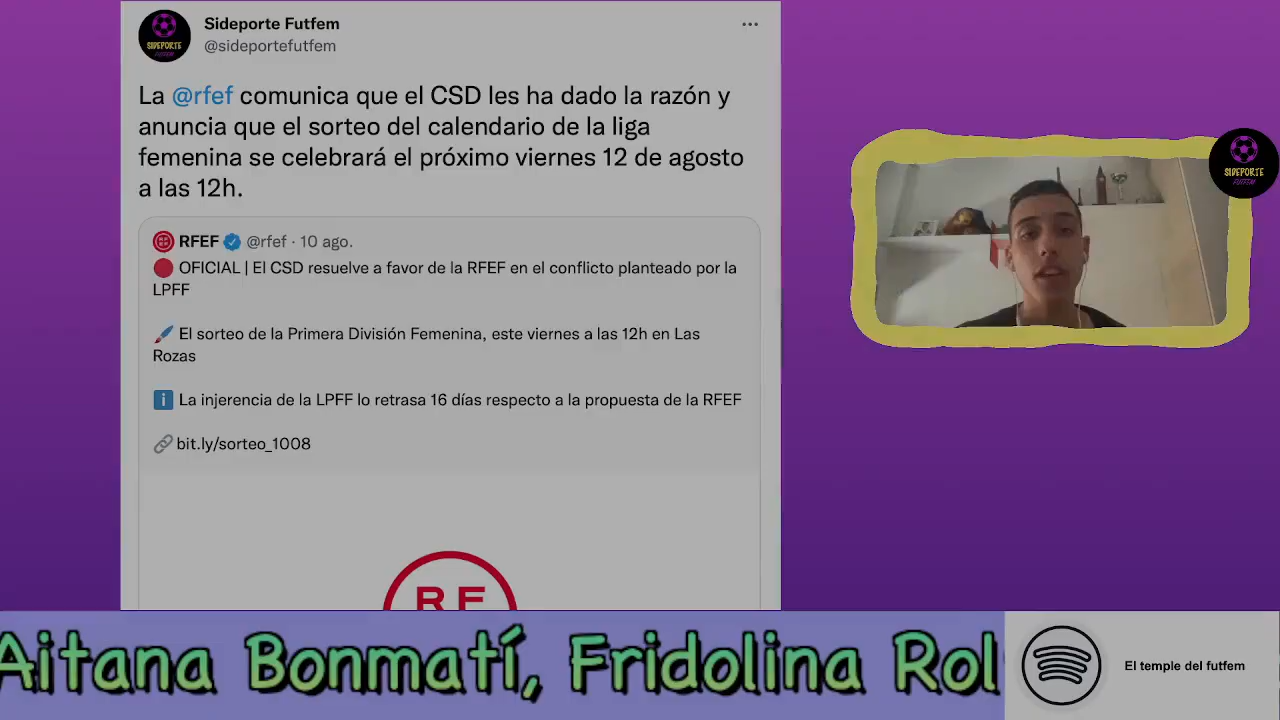 Sideporte Futfem
@sideportefutfem
La @rfef comunica que el CSD les ha dado la razón y
anuncia que el sorteo del calendario de la liga
femenina se celebrará el próximo viernes 12 de agosto
a las 12h.
RFEF @rfef · 10 ago.
OFICIAL | El CSD resuelve a favor de la RFEF en el conflicto planteado por la
LPFF
El sorteo de la Primera División Femenina, este viernes a las 12h en Las
Rozas
La injerencia de la LPFF lo retrasa 16 días respecto a la propuesta de la RFEF
bit.ly/sorteo_1008
RF
SIDEPORTE
FUTFEM
SIDEPORTE
FUTFEM
Aitana Bonmatí, Fridolina Rol
El temple del futfem